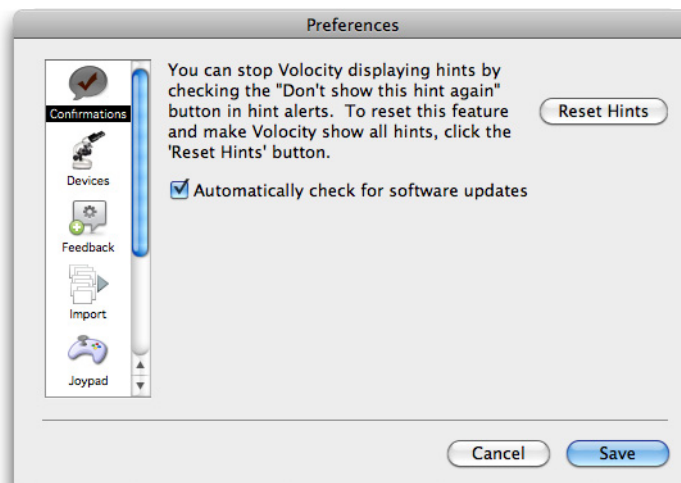 Preferences
Confirmations
Devices
Feedback
Import
Joypad
You can stop Volocity displaying hints by
checking the "Don't show this hint again"
button in hint alerts.  To reset this feature
and make Volocity show all hints, click the
'Reset Hints' button.
Reset Hints
Automatically check for software updates
Cancel
Save